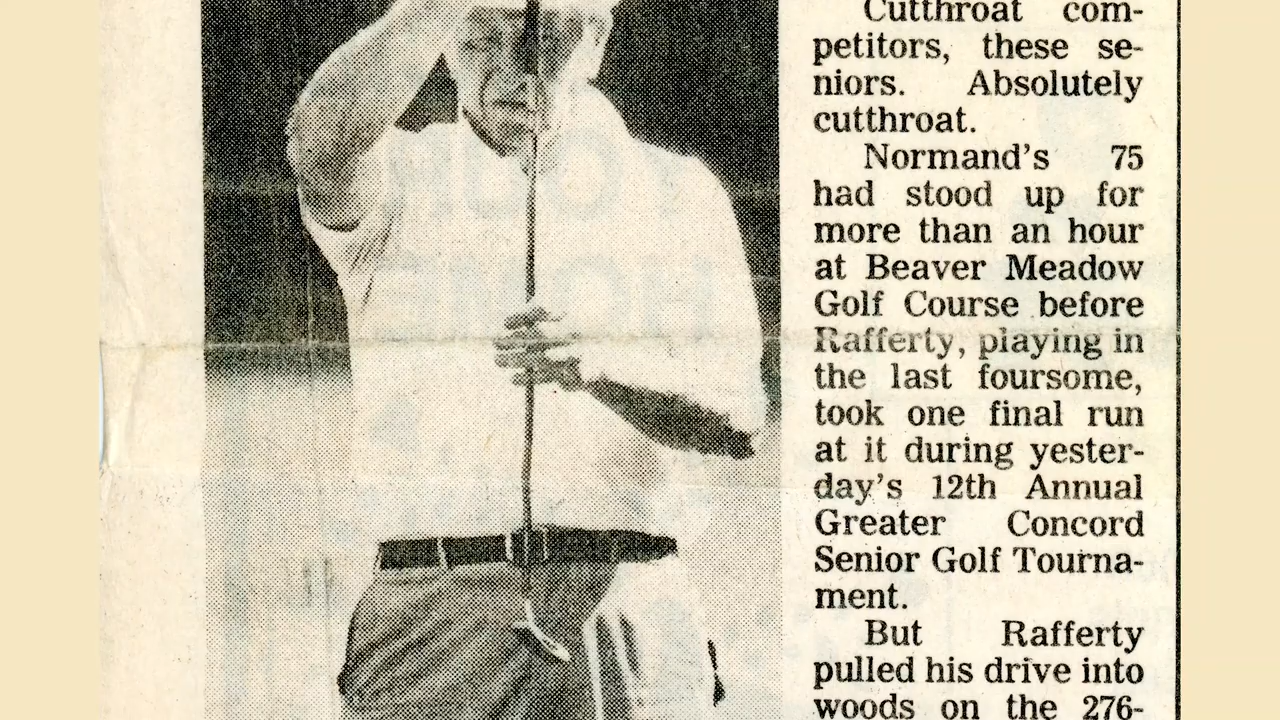 Cutthroat com-
petitors, these se-
niors. Absolutely
cutthroat.
Normand's 75
had stood up for
more than an hour
at Beaver Meadow
Golf Course before
Rafferty, playing in
the last foursome,
took one final run
at it during yester-
day's 12th Annual
Greater Concord
Senior Golf Tourna-
ment.
But Rafferty
pulled his drive into
woods on the 276-